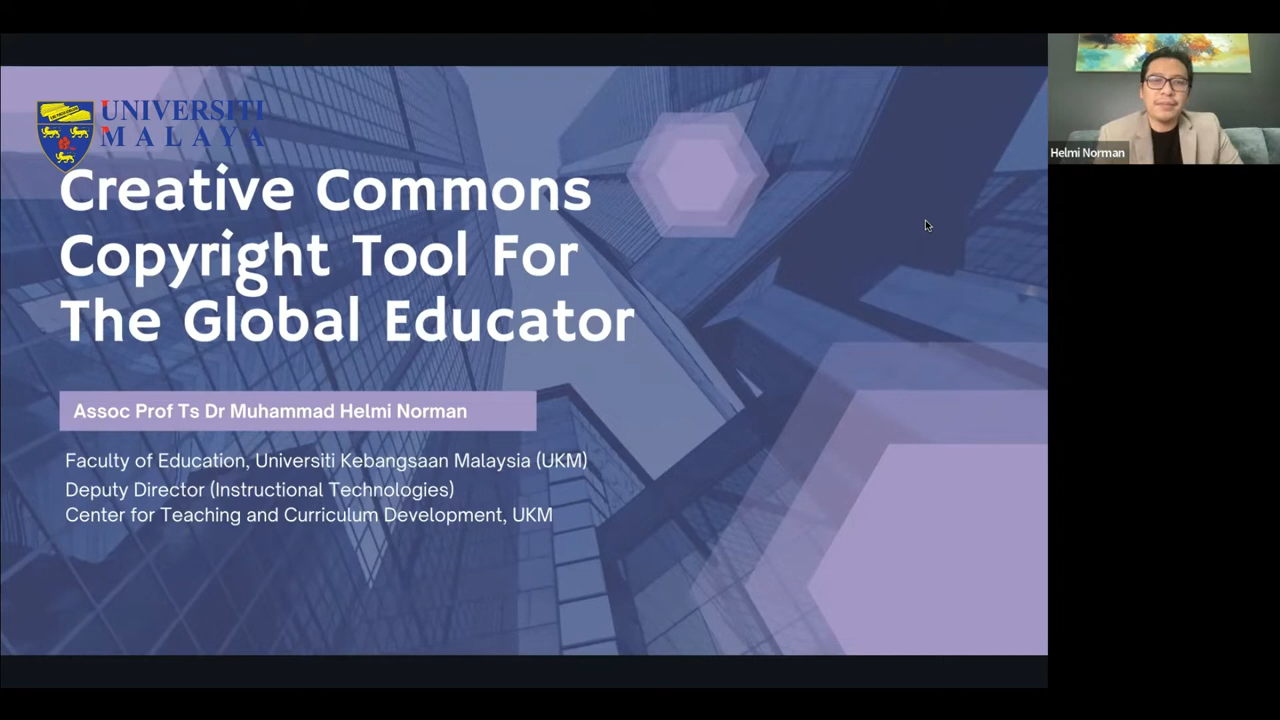 UNIVERSITI
MALAYA
Creative Commons
Copyright Tool For
The Global Educator
Assoc Prof Ts Dr Muhammad Helmi Norman
Faculty of Education, Universiti Kebangsaan Malaysia (UKM)
Deputy Director (Instructional Technologies)
Center for Teaching and Curriculum Development, UKM
Helmi Norman